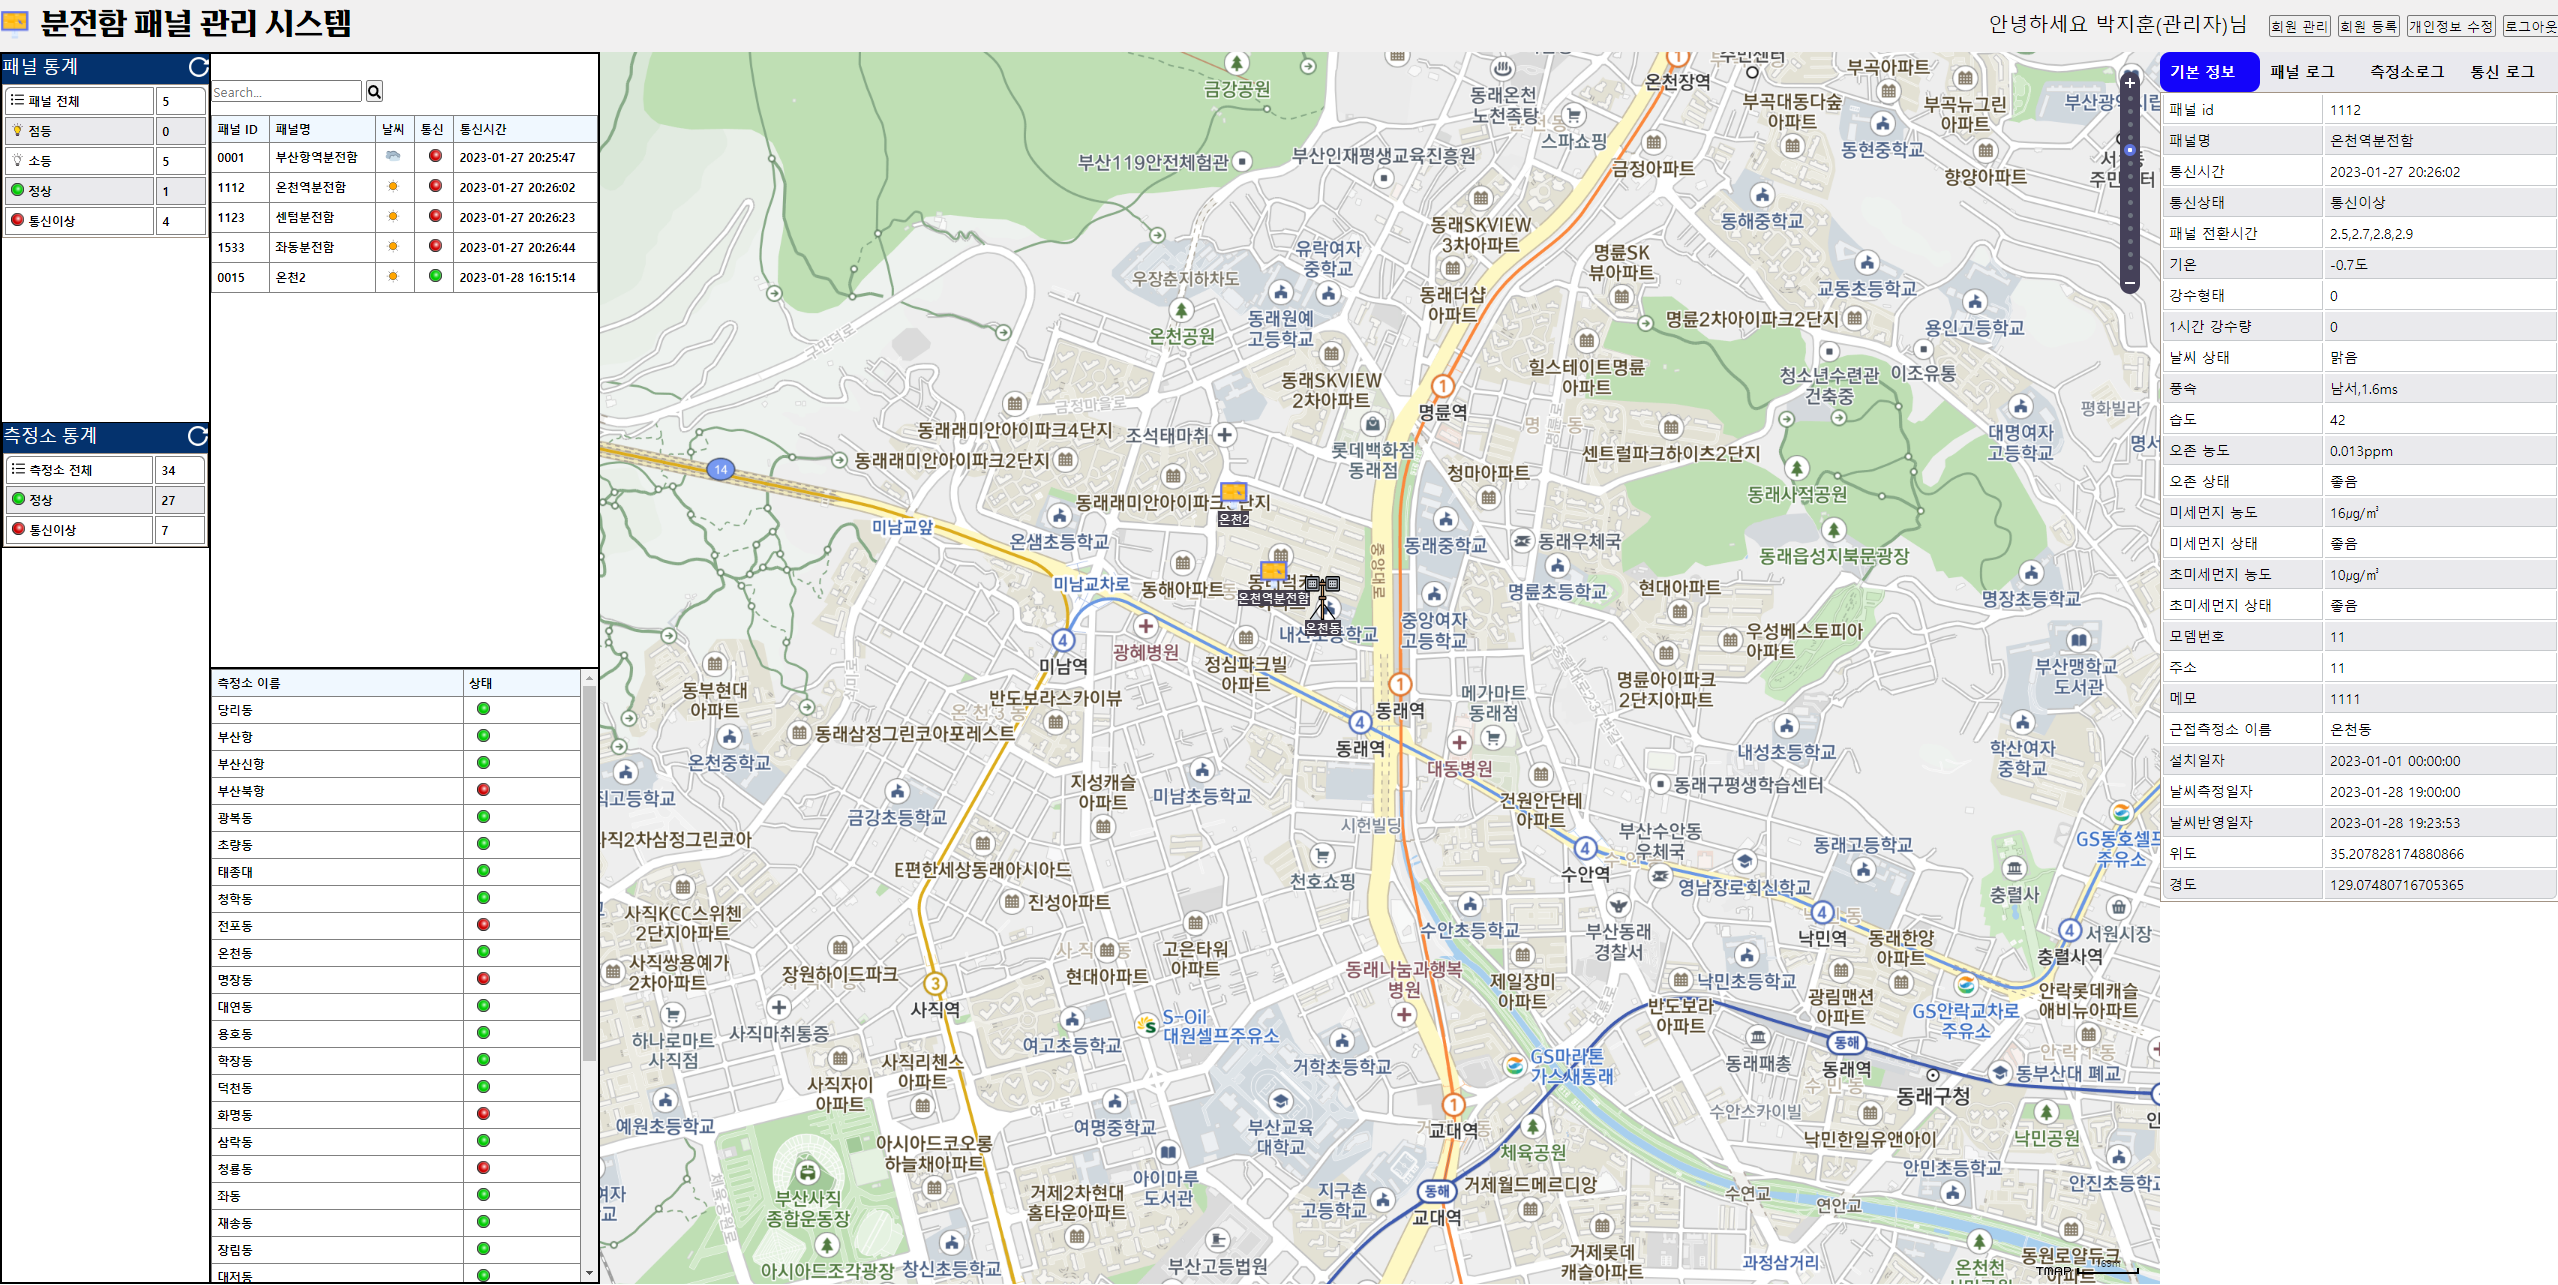 분전함 패널 관리 시스템
안녕하세요 박지훈(관리자)님 회원 관리 회원 등록 개인정보 수정 로그아웃
패널 통계
패널 전체 5
점등 0
소등 5
정상 1
통신이상 4
측정소 통계
측정소 전체 34
정상 27
통신이상 7
Search...
패널 ID 패널명 날씨 통신 통신시간
0001 부산항역분전함 2023-01-27 20:25:47
1112 온천역분전함 2023-01-27 20:26:02
1123 센텀분전함 2023-01-27 20:26:23
1533 좌동분전함 2023-01-27 20:26:44
0015 온천2 2023-01-28 16:15:14
측정소 이름 상태
당리동
부산항
부산신항
부산북항
광복동
초량동
태종대
청학동
전포동
온천동
명장동
대연동
용호동
학장동
덕천동
화명동
삼락동
청룡동
좌동
재송동
장림동
대저동
금강공원
온천장역
주민센터
부곡아파트
동래온천
노천족탕
스파쇼핑
부곡대동다숲
아파트
부곡뉴그린
아파트
동현중학교
향양아파트
부산119안전체험관
부산인재평생교육진흥원
금정아파트
동해중학교
동래SKVIEW
3차아파트
유락여자
중학교
명륜SK
뷰아파트
우장춘지하차도
동래더샵
아파트
교동초등학교
온천공원
동래원예
고등학교
명륜2차아파크2단지
용인고등학교
구만덕로
동래SKVIEW
2차아파트
힐스테이트명륜
아파트
청소년수련관
건축중
이조유통
금정마을로
명륜역
평화빌라
동래래미안아이파크4단지
조석태마취
롯데백화점
동래점
대명여자
고등학교
동래래미안아이파크2단지
센트럴파크하이츠2단지
청마아파트
14
동래사적공원
온천2
미남교앞
온샘초등학교
동래중학교
동래우체국
동래읍성지북문광장
중앙대로
미남교차로
동해아파트
온천역분전함
온천동
명륜초등학교
현대아파트
명장초등학교
중앙여자
고등학교
우성베스토피아
아파트
미남역
광혜병원
정심파크빌
아파트
부산맹학교
도서관
동부현대
아파트
반도보라스카이뷰
메가마트
동래점
명륜아이파크
2단지아파트
동래역
동래역
동래삼정그린코아포레스트
온천중학교
대동병원
내성초등학교
학산여자
중학교
지성캐슬
아파트
미남초등학교
동래구평생학습센터
금강초등학교
건원안단테
아파트
시헌빌딩
부산수안동
우체국
동래고등학교
E편한세상동래아시아드
천호쇼핑
수안역
영남장로회신학교
충렬사
진성아파트
사직KCC스위첸
2단지아파트
수안초등학교
부산동래
경찰서
낙민역
동래한양
아파트
서원시장
충렬사역
사직쌍용예가
2차아파트
장원하이드파크
현대아파트
고은타워
아파트
동래나눔과행복
병원
제일장미
아파트
낙민초등학교
사직역
반도보라
아파트
광림맨션
아파트
GS안락교차로
주유소
안락롯데캐슬
애비뉴아파트
하나로마트
사직점
사직마취통증
여고초등학교
S-Oil
대원셀프주유소
거학초등학교
GS마라톤
가스새동래
동래패총
동래역
동래구청
동부산대 폐교
사직자이
아파트
사직리첸스
아파트
예원초등학교
여고로
여명중학교
부산교육
대학교
교대역
체육공원
수안스카이빌
낙민한일유앤아이
낙민공원
아시아드코오롱
하늘채아파트
아이마루
도서관
안민초등학교
부산사직
종합운동장
거제2차현대
홈타운아파트
지구촌
고등학교
거제월드메르디앙
교대역
수연교
연안교
아시아드조각광장
창신초등학교
부산고등법원
거제롯데
캐슬아파트
과정삼거리
동원로얄듀크
아파트
TMAP
기본 정보 패널 로그 측정소로그 통신 로그
패널 id 1112
패널명 온천역분전함
통신시간 2023-01-27 20:26:02
통신상태 통신이상
패널 전환시간 2.5,2.7,2.8,2.9
기온 -0.7도
강수형태 0
1시간 강수량 0
날씨 상태 맑음
풍속 남서,1.6ms
습도 42
오존 농도 0.013ppm
오존 상태 좋음
미세먼지 농도 16㎍/㎥
미세먼지 상태 좋음
초미세먼지 농도 10㎍/㎥
초미세먼지 상태 좋음
모뎀번호 11
주소 11
메모 1111
근접측정소 이름 온천동
설치일자 2023-01-01 00:00:00
날씨측정일자 2023-01-28 19:00:00
날씨반영일자 2023-01-28 19:23:53
위도 35.207828174880866
경도 129.07480716705365